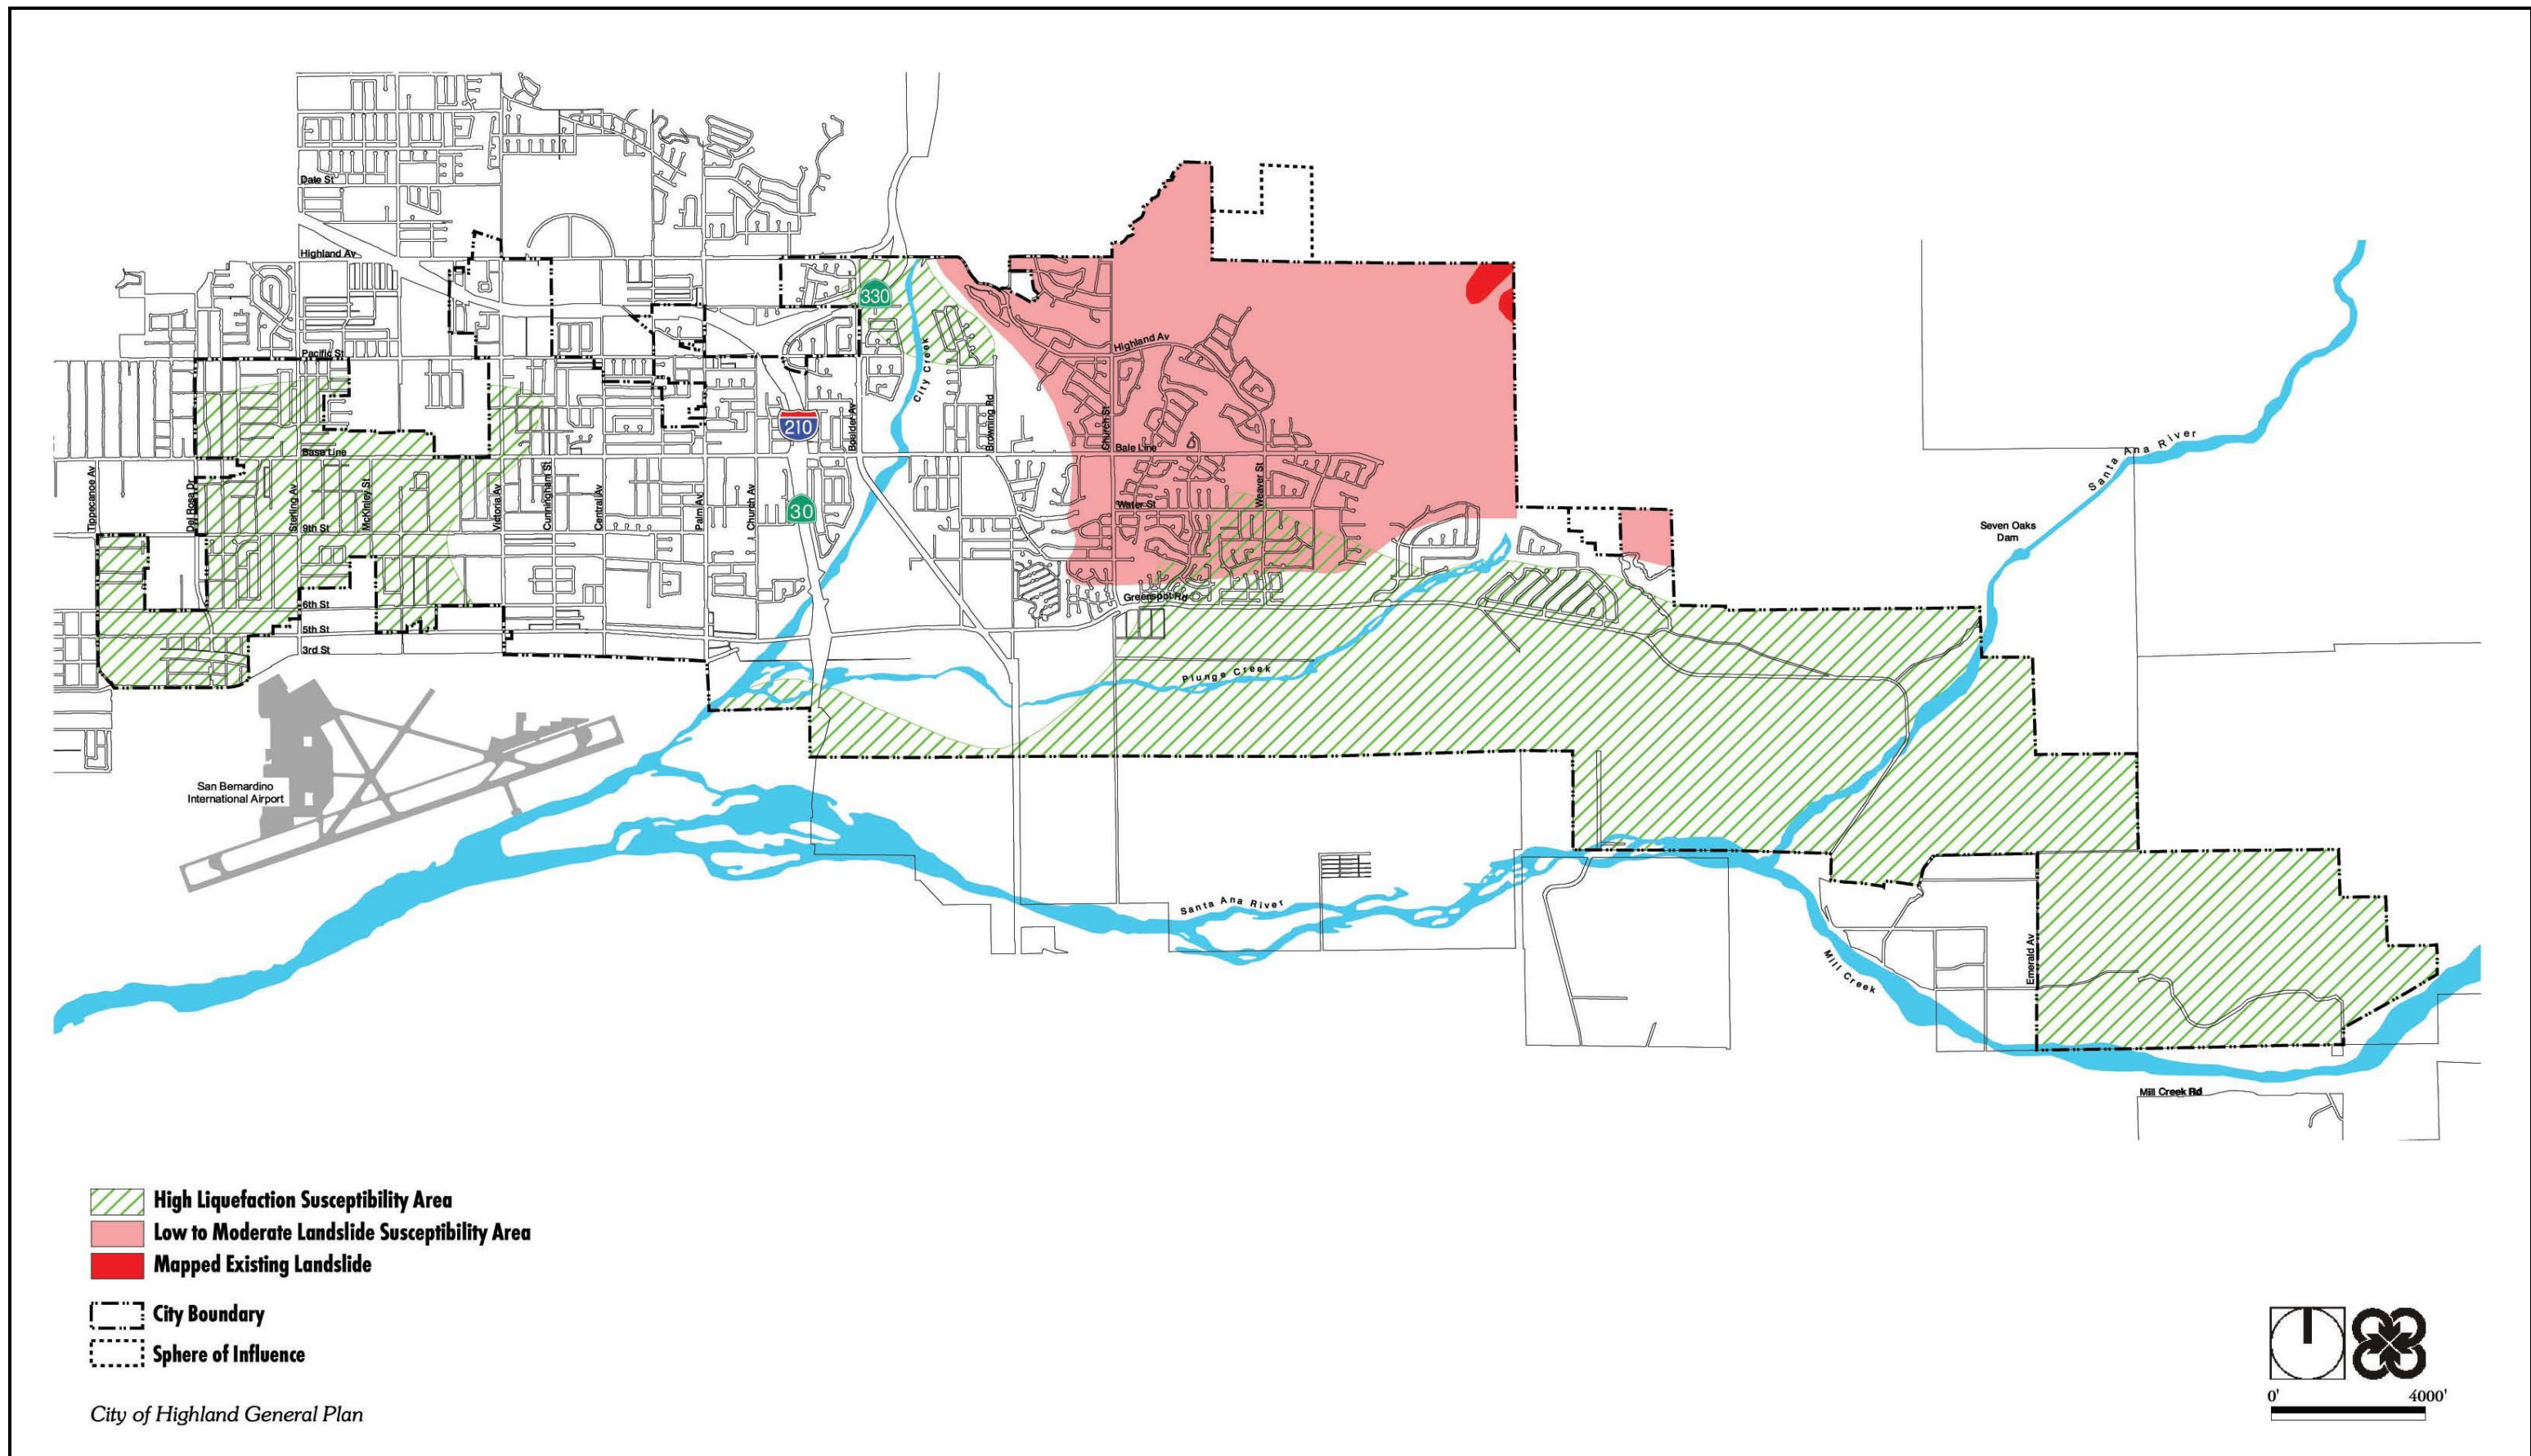 Date St
Highland Av
330
Highland Av
Pacific St
City Creek
210
Boulder Av
Browning Rd
Church St
Base Line
Bale Line
Santa Ana River
Tippecanoe Av
Del Rosa Dr
Sterling Av
McKinley St
Victoria Av
Cunningham St
Central Av
Palm Av
Church Av
30
Weaver St
Water St
9th St
Seven Oaks
Dam
Greenspot Rd
6th St
5th St
3rd St
Plunge Creek
San Bernardino
International Airport
Santa Ana River
Mill Creek
Emerald Av
Mill Creek Rd
High Liquefaction Susceptibility Area
Low to Moderate Landslide Susceptibility Area
Mapped Existing Landslide
City Boundary
Sphere of Influence
City of Highland General Plan
0' 4000'